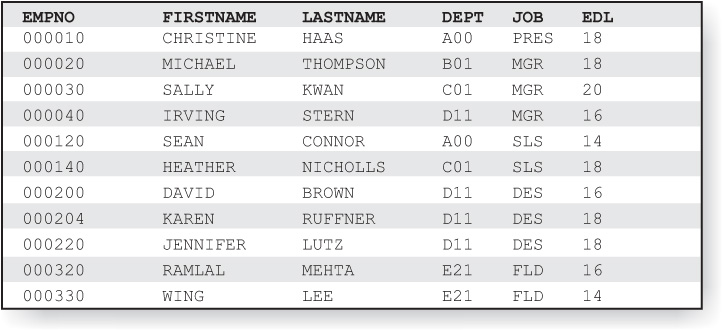 EMPNO FIRSTNAME LASTNAME DEPT JOB EDL
000010 CHRISTINE HAAS A00 PRES 18
000020 MICHAEL THOMPSON B01 MGR 18
000030 SALLY KWAN C01 MGR 20
000040 IRVING STERN D11 MGR 16
000120 SEAN CONNOR A00 SLS 14
000140 HEATHER NICHOLLS C01 SLS 18
000200 DAVID BROWN D11 DES 16
000204 KAREN RUFFNER D11 DES 18
000220 JENNIFER LUTZ D11 DES 18
000320 RAMLAL MEHTA E21 FLD 16
000330 WING LEE E21 FLD 14